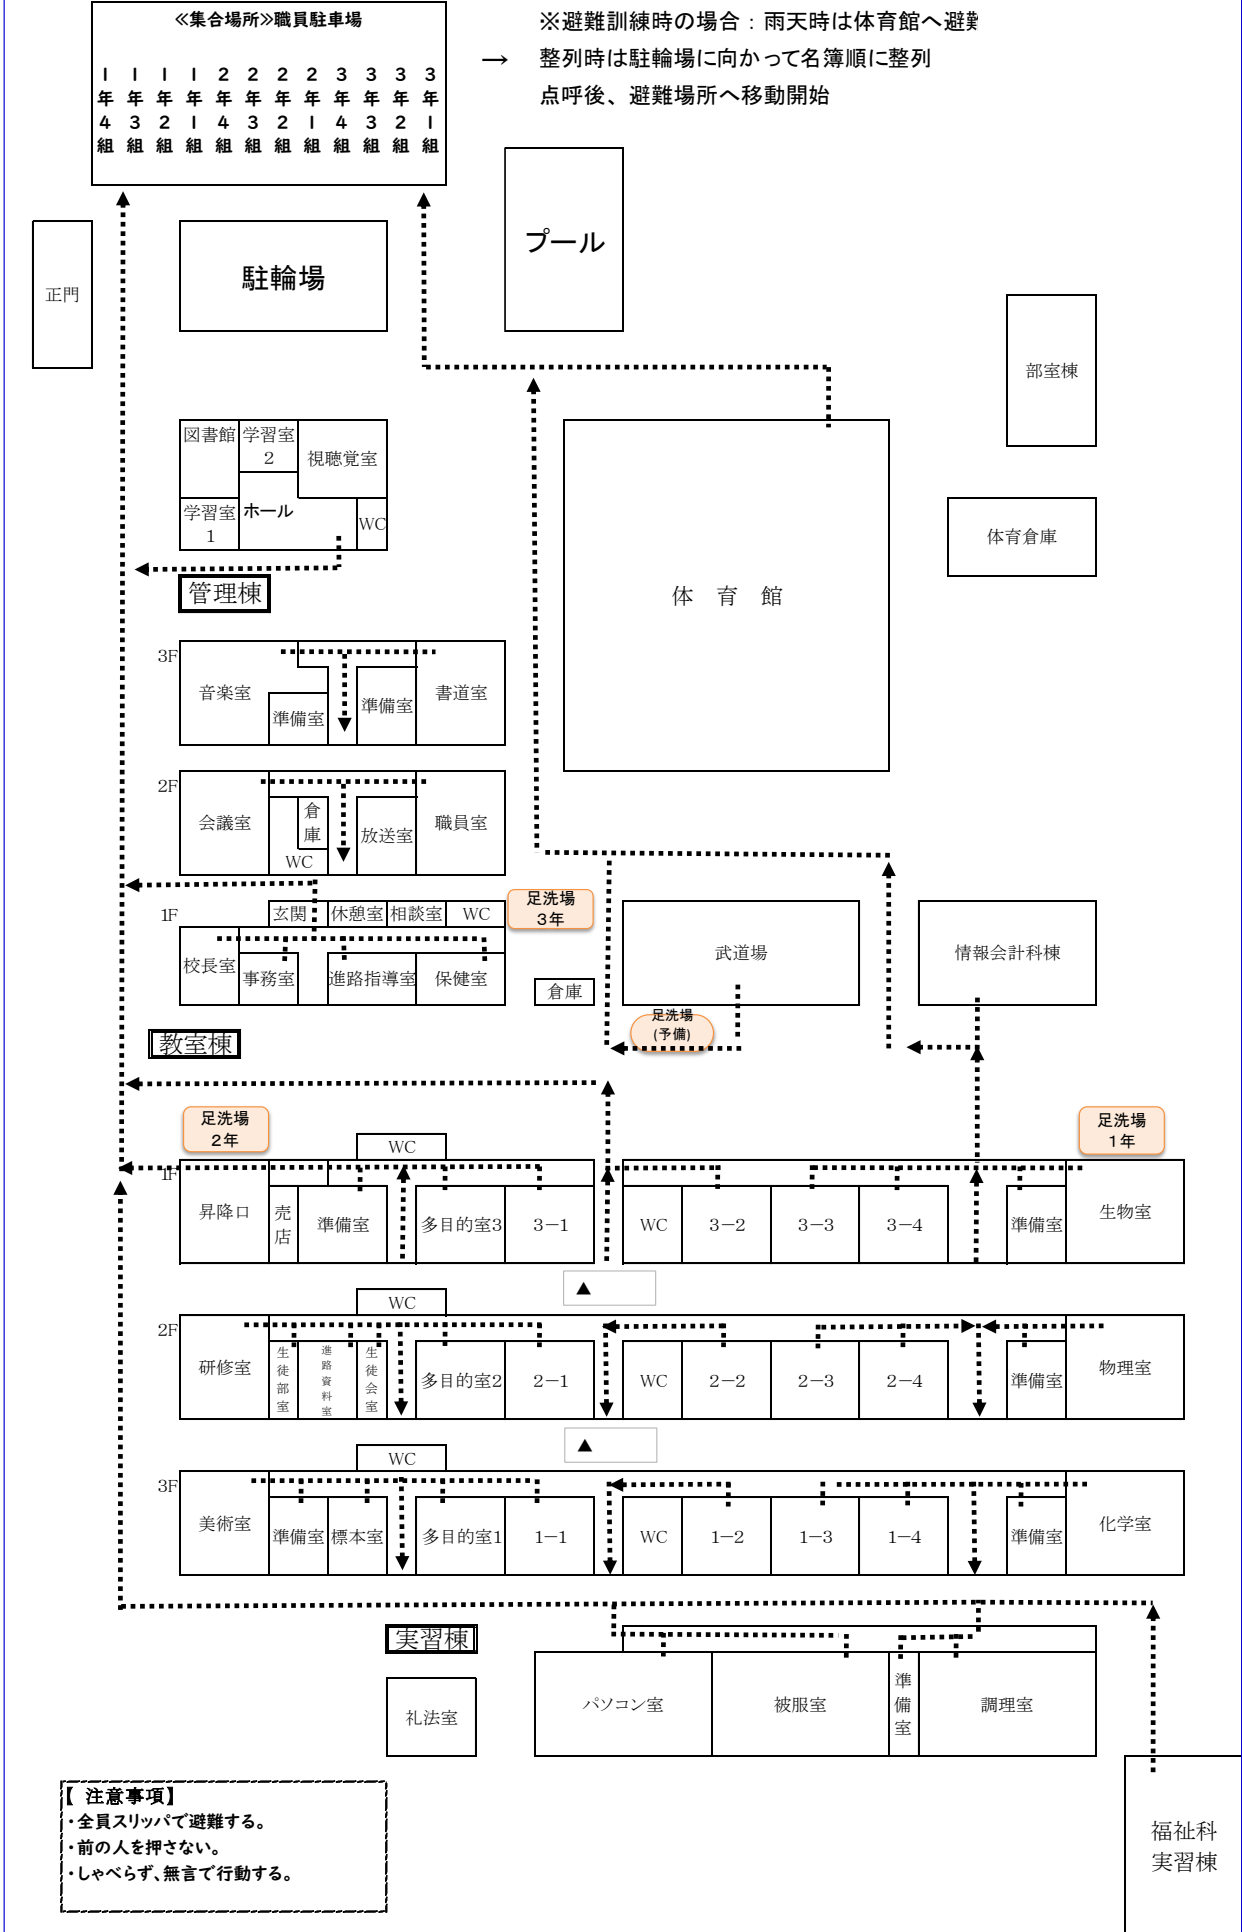 ≪集合場所≫職員駐車場
1年4組
1年3組
1年2組
1年1組
2年4組
2年3組
2年2組
2年1組
3年4組
3年3組
3年2組
3年1組
※避難訓練時の場合：雨天時は体育館へ避難
→ 整列時は駐輪場に向かって名簿順に整列
点呼後、避難場所へ移動開始
正門
駐輪場
プール
部室棟
図書館
学習室
2
視聴覚室
学習室
1
ホール
WC
体育倉庫
体　育　館
管理棟
3F
音楽室
準備室
準備室
書道室
2F
会議室
倉庫
WC
放送室
職員室
1F
玄関
休憩室
相談室
WC
校長室
事務室
進路指導室
保健室
足洗場
3年
倉庫
武道場
情報会計科棟
足洗場
(予備)
教室棟
足洗場
2年
足洗場
1年
WC
1F
昇降口
売店
準備室
多目的室3
3-1
WC
3-2
3-3
3-4
準備室
生物室
▲
WC
2F
研修室
生徒部室
進路資料室
生徒会室
多目的室2
2-1
WC
2-2
2-3
2-4
準備室
物理室
▲
WC
3F
美術室
準備室
標本室
多目的室1
1-1
WC
1-2
1-3
1-4
準備室
化学室
実習棟
礼法室
パソコン室
被服室
準備室
調理室
福祉科
実習棟
【 注意事項】
・全員スリッパで避難する。
・前の人を押さない。
・しゃべらず、無言で行動する。